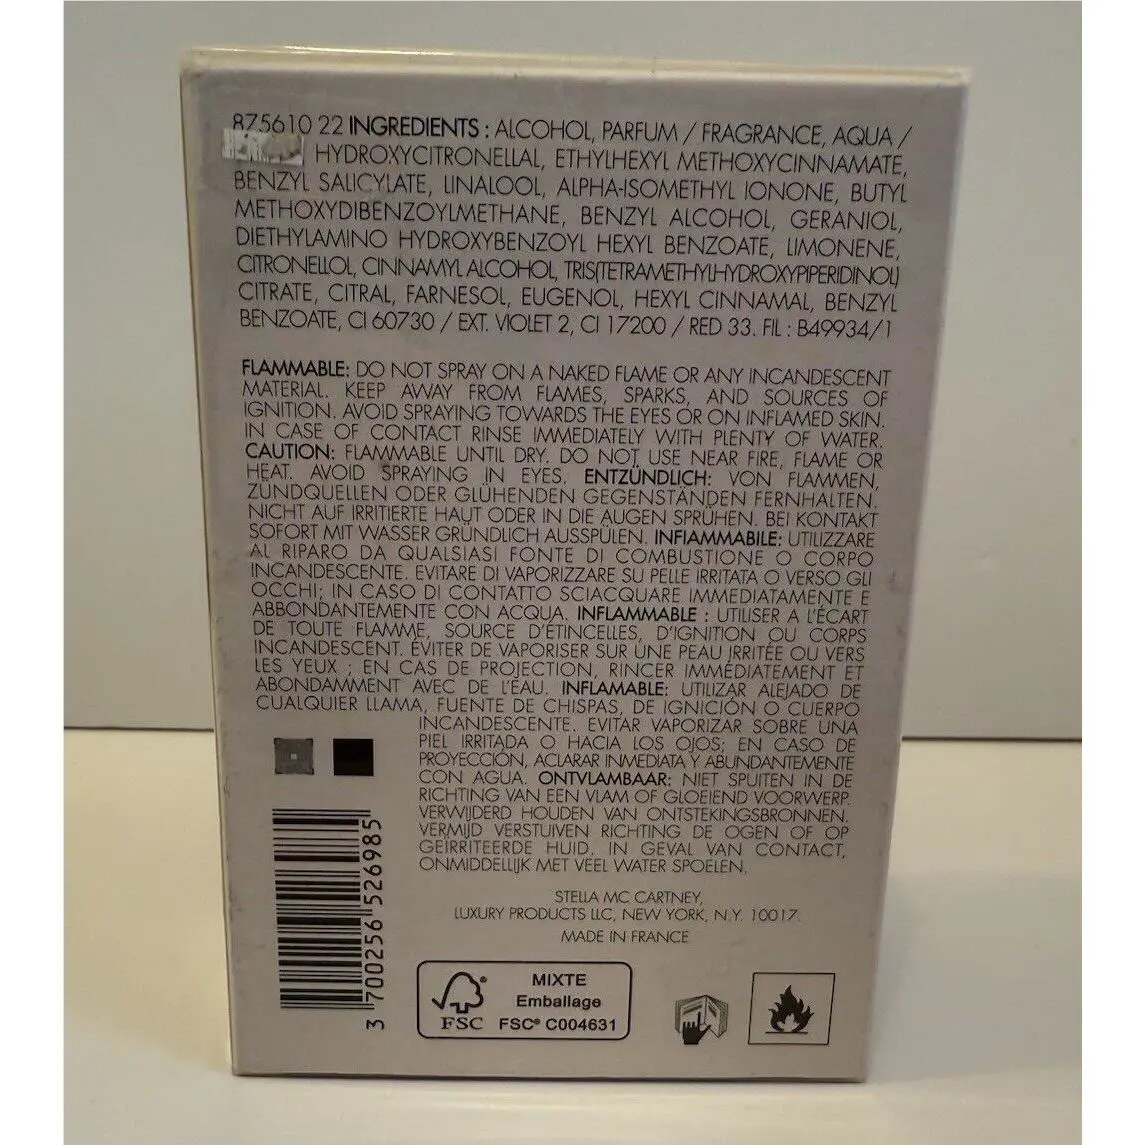 875610 22 INGREDIENTS : ALCOHOL, PARFUM / FRAGRANCE, AQUA /
HYDROXYCITRONELLAL, ETHYLHEXYL METHOXYCINNAMATE,
BENZYL SALICYLATE, LINALOOL, ALPHA-ISOMETHYL IONONE, BUTYL
METHOXYDIBENZOYLMETHANE, BENZYL ALCOHOL, GERANIOL,
DIETHYLAMINO HYDROXYBENZOYL HEXYL BENZOATE, LIMONENE,
CITRONELLOL, CINNAMYL ALCOHOL, TRIS(TETRAMETHYLHYDROXYPIPERIDINOL)
CITRATE, CITRAL, FARNESOL, EUGENOL, HEXYL CINNAMAL, BENZYL
BENZOATE, CI 60730 / EXT. VIOLET 2, CI 17200 / RED 33. FIL : B49934/1
FLAMMABLE: DO NOT SPRAY ON A NAKED FLAME OR ANY INCANDESCENT
MATERIAL. KEEP AWAY FROM FLAMES, SPARKS, AND SOURCES OF
IGNITION. AVOID SPRAYING TOWARDS THE EYES OR ON INFLAMED SKIN.
IN CASE OF CONTACT RINSE IMMEDIATELY WITH PLENTY OF WATER.
CAUTION: FLAMMABLE UNTIL DRY. DO NOT USE NEAR FIRE, FLAME OR
HEAT. AVOID SPRAYING IN EYES. ENTZÜNDLICH: VON FLAMMEN,
ZÜNDQUELLEN ODER GLÜHENDEN GEGENSTÄNDEN FERNHALTEN.
NICHT AUF IRRITIERTE HAUT ODER IN DIE AUGEN SPRÜHEN. BEI KONTAKT
SOFORT MIT WASSER GRÜNDLICH AUSSPÜLEN. INFIAMMABILE: UTILIZZARE
AL RIPARO DA QUALSIASI FONTE DI COMBUSTIONE O CORPO
INCANDESCENTE. EVITARE DI VAPORIZZARE SU PELLE IRRITATA O VERSO GLI
OCCHI; IN CASO DI CONTATTO SCIACQUARE IMMEDIATAMENTE E
ABBONDANTEMENTE CON ACQUA. INFLAMMABLE : UTILISER A L'ÉCART
DE TOUTE FLAMME, SOURCE D'ÉTINCELLES, D'IGNITION OU CORPS
INCANDESCENT. ÉVITER DE VAPORISER SUR UNE PEAU IRRITÉE OU VERS
LES YEUX ; EN CAS DE PROJECTION, RINCER IMMÉDIATEMENT ET
ABONDAMMENT AVEC DE L'EAU. INFLAMABLE: UTILIZAR ALEJADO DE
CUALQUIER LLAMA, FUENTE DE CHISPAS, DE IGNICIÓN O CUERPO
INCANDESCENTE. EVITAR VAPORIZAR SOBRE UNA
PIEL IRRITADA O HACIA LOS OJOS; EN CASO DE
PROYECCIÓN, ACLARAR INMEDIATA Y ABUNDANTEMENTE
CON AGUA. ONTVLAMBAAR: NIET SPUITEN IN DE
RICHTING VAN EEN VLAM OF GLOEIEND VOORWERP.
VERWIJDERD HOUDEN VAN ONTSTEKINGSBRONNEN.
VERMIJD VERSTUIVEN RICHTING DE OGEN OF OP
GEÏRRITEERDE HUID. IN GEVAL VAN CONTACT,
ONMIDDELLIJK MET VEEL WATER SPOELEN.
STELLA MC CARTNEY,
LUXURY PRODUCTS LLC, NEW YORK, N.Y. 10017.
MADE IN FRANCE
3 700256 526985
FSC
MIXTE
Emballage
FSC® C004631